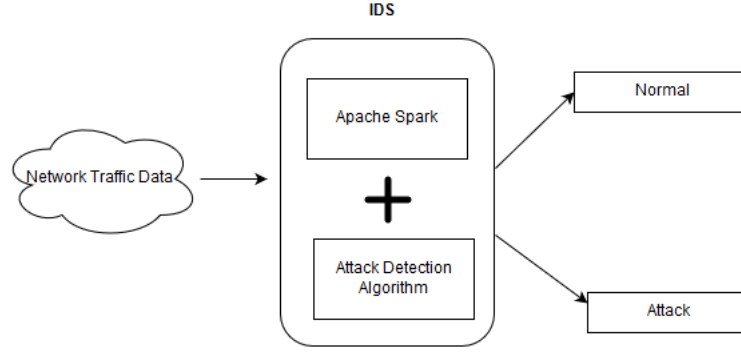 IDS
Apache Spark
Normal
Network Traffic Data
Attack Detection
Algorithm
Attack